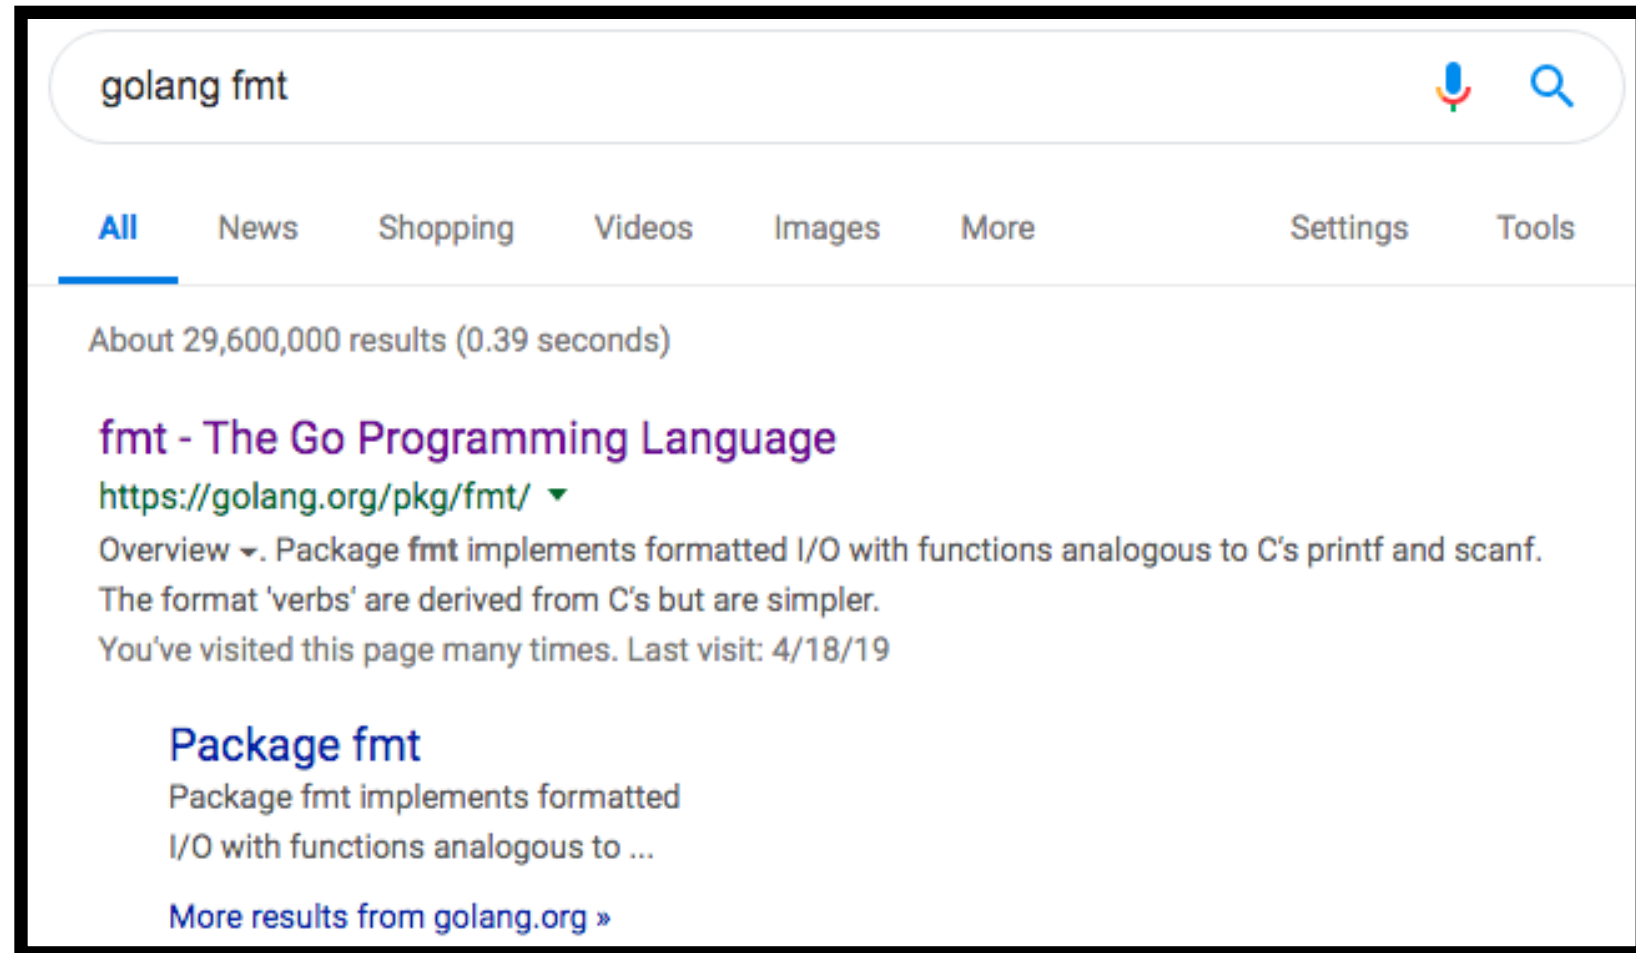 golang fmt
All News Shopping Videos Images More Settings Tools
About 29,600,000 results (0.39 seconds)
fmt - The Go Programming Language
https://golang.org/pkg/fmt/
Overview. Package fmt implements formatted I/O with functions analogous to C's printf and scanf.
The format 'verbs' are derived from C's but are simpler.
You've visited this page many times. Last visit: 4/18/19
Package fmt
Package fmt implements formatted
I/O with functions analogous to ...
More results from golang.org »